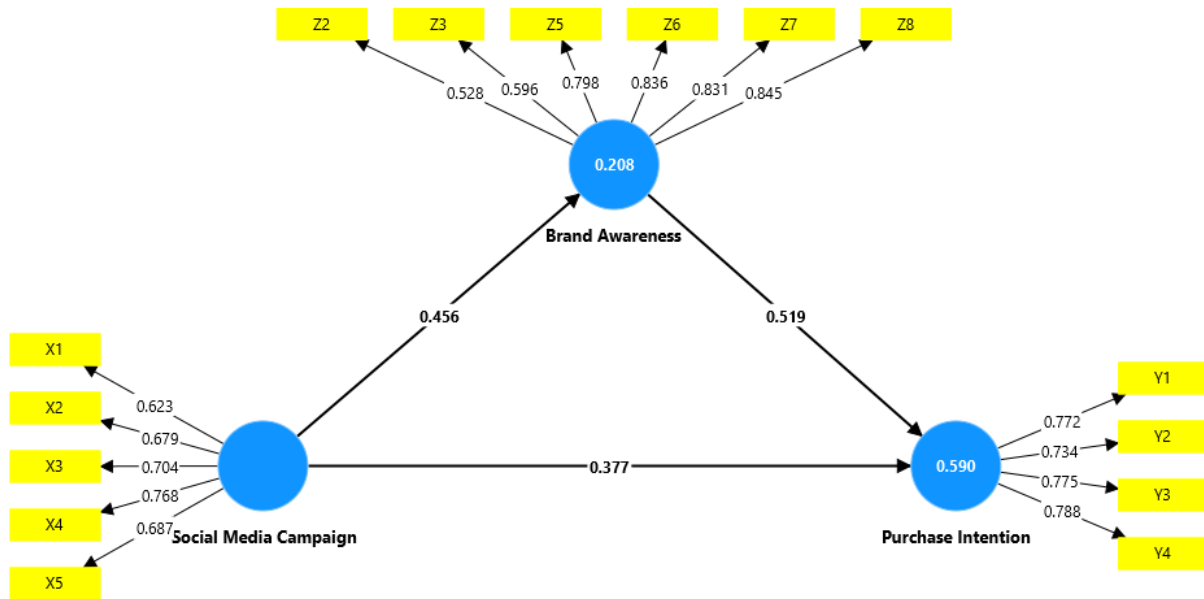 Z2 Z3 Z5 Z6 Z7 Z8
0.528 0.596 0.798 0.836 0.831 0.845
0.208
Brand Awareness
0.456 0.519
X1
X2
X3
X4
X5
0.623
0.679
0.704
0.768
0.687
Social Media Campaign
0.377
0.590
Purchase Intention
0.772
0.734
0.775
0.788
Y1
Y2
Y3
Y4